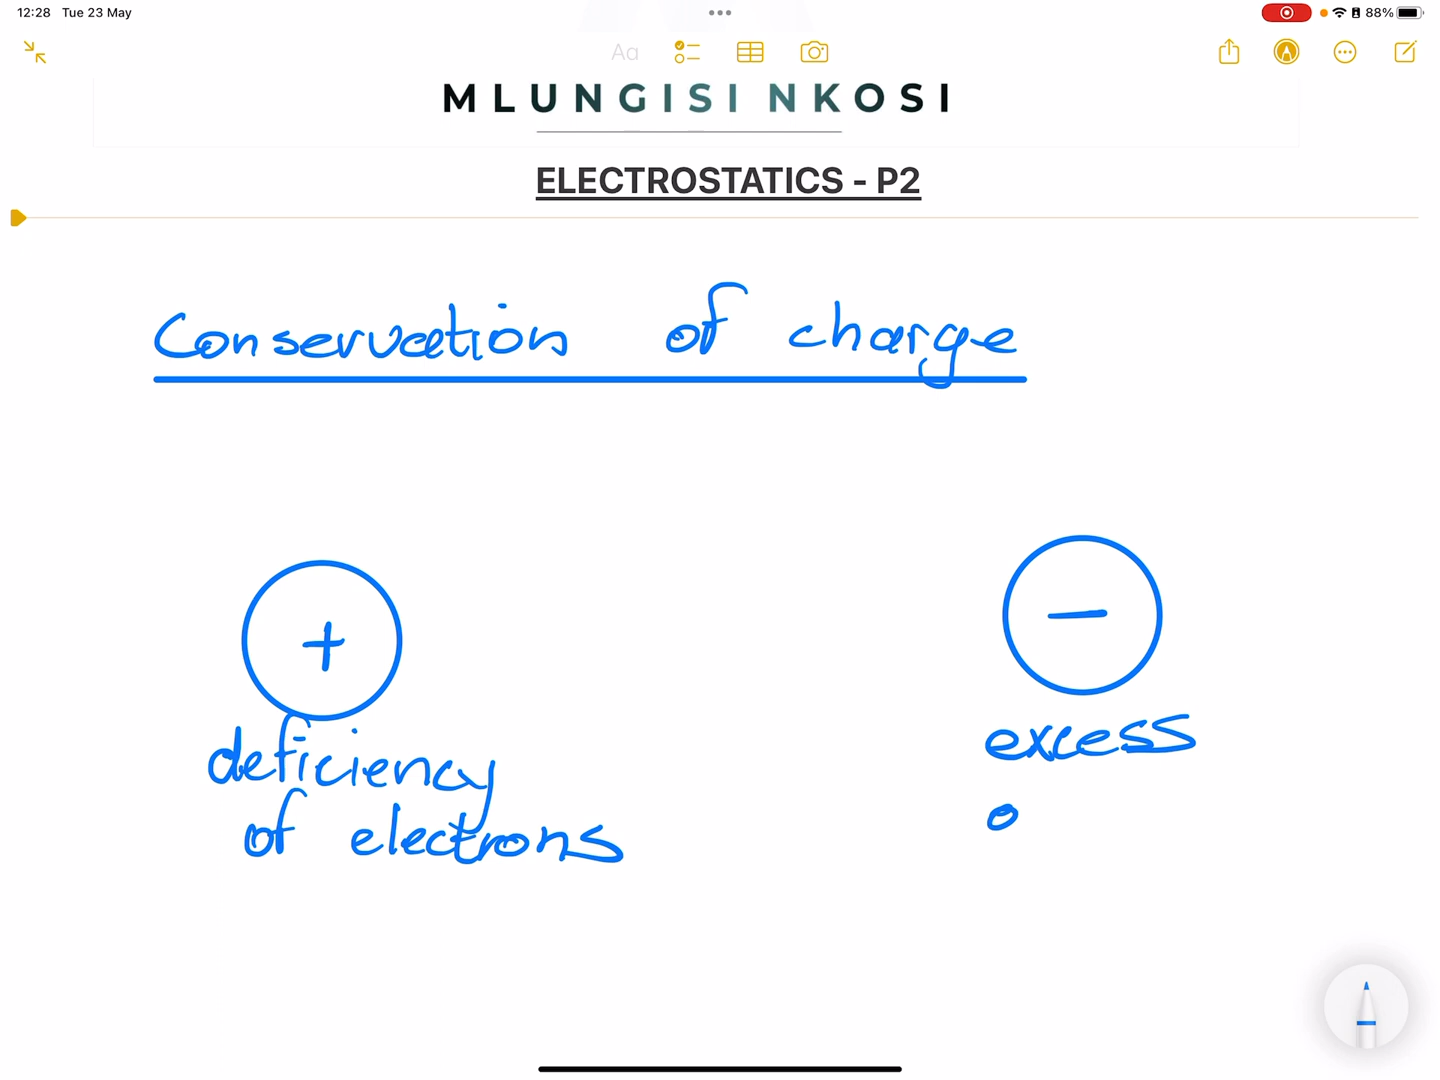 12:28 Tue 23 May
88%
Aa
MLUNGISI NKOSI
ELECTROSTATICS - P2
Conservation of charge
+
−
deficiency
of electrons
excess
o